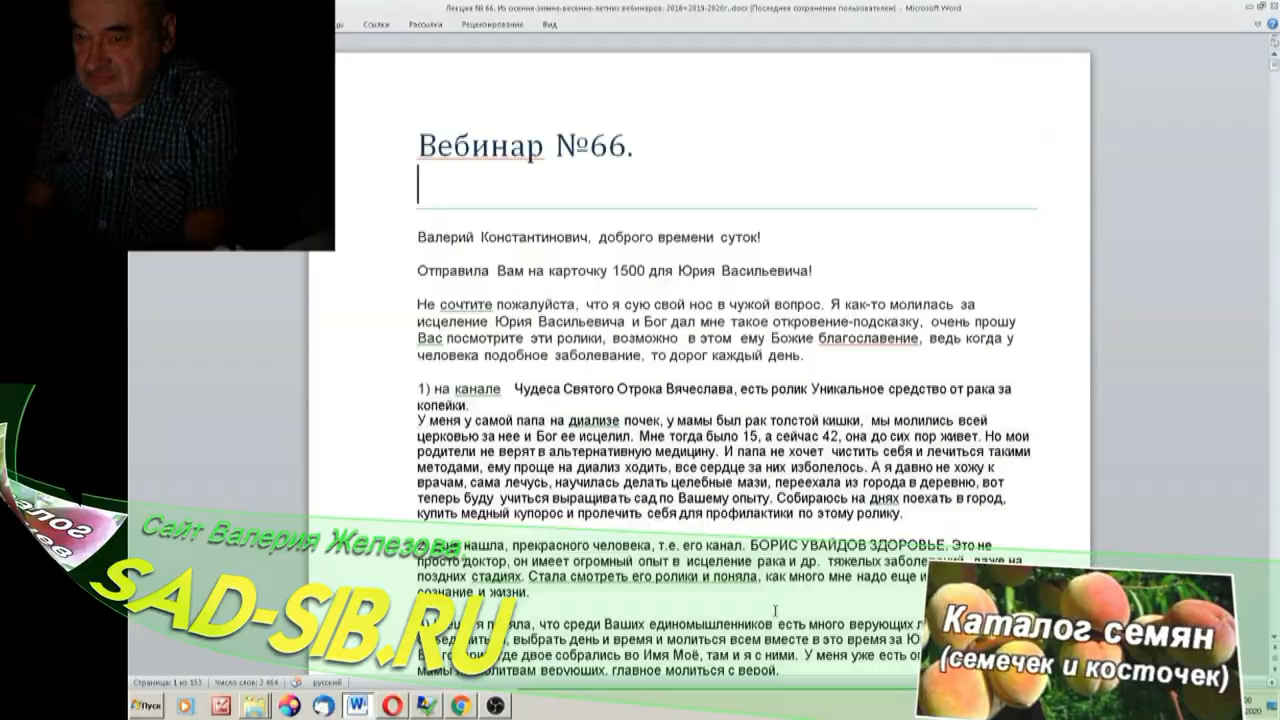 Лекция № 66. Из осенне-зимне-весенне-летних вебинаров. 2018=2019-2020г..docx [Последнее сохранение пользователем] - Microsoft Word
Ссылки Рассылки Рецензирование Вид
Вебинар №66.
Валерий Константинович, доброго времени суток!
Отправила Вам на карточку 1500 для Юрия Васильевича!
Не сочтите пожалуйста, что я сую свой нос в чужой вопрос. Я как-то молилась за
исцеление Юрия Васильевича и Бог дал мне такое откровение-подсказку, очень прошу
Вас посмотрите эти ролики, возможно в этом ему Божие благославение, ведь когда у
человека подобное заболевание, то дорог каждый день.
1) на канале Чудеса Святого Отрока Вячеслава, есть ролик Уникальное средство от рака за
копейки.
У меня у самой папа на диализе почек, у мамы был рак толстой кишки, мы молились всей
церковью за нее и Бог ее исцелил. Мне тогда было 15, а сейчас 42, она до сих пор живет. Но мои
родители не верят в альтернативную медицину. И папа не хочет чистить себя и лечиться такими
методами, ему проще на диализ ходить, все сердце за них изболелось. А я давно не хожу к
врачам, сама лечусь, научилась делать целебные мази, переехала из города в деревню, вот
теперь буду учиться выращивать сад по Вашему опыту. Собираюсь на днях поехать в город,
купить медный купорос и пролечить себя для профилактики по этому ролику.
нашла, прекрасного человека, т.е. его канал. БОРИС УВАЙДОВ ЗДОРОВЬЕ. Это не
просто доктор, он имеет огромный опыт в исцеление рака и др. тяжелых даже на
поздних стадиях. Стала смотреть его ролики и поняла, как много мне надо еще
сознание и жизни.
что среди Ваших единомышленников есть много верующих
выбрать день и время и молиться всем вместе в это время за
где двое собрались во Имя Моё, там и я с ними. У меня уже есть
молитвам верующих, главное молиться с верой.
Сайт Валерия Железова.
SAD-SIB.RU
Каталог семян
(семечек и косточек)
Страница: 1 из 153 Число слов: 2 464 русский
Пуск
2020